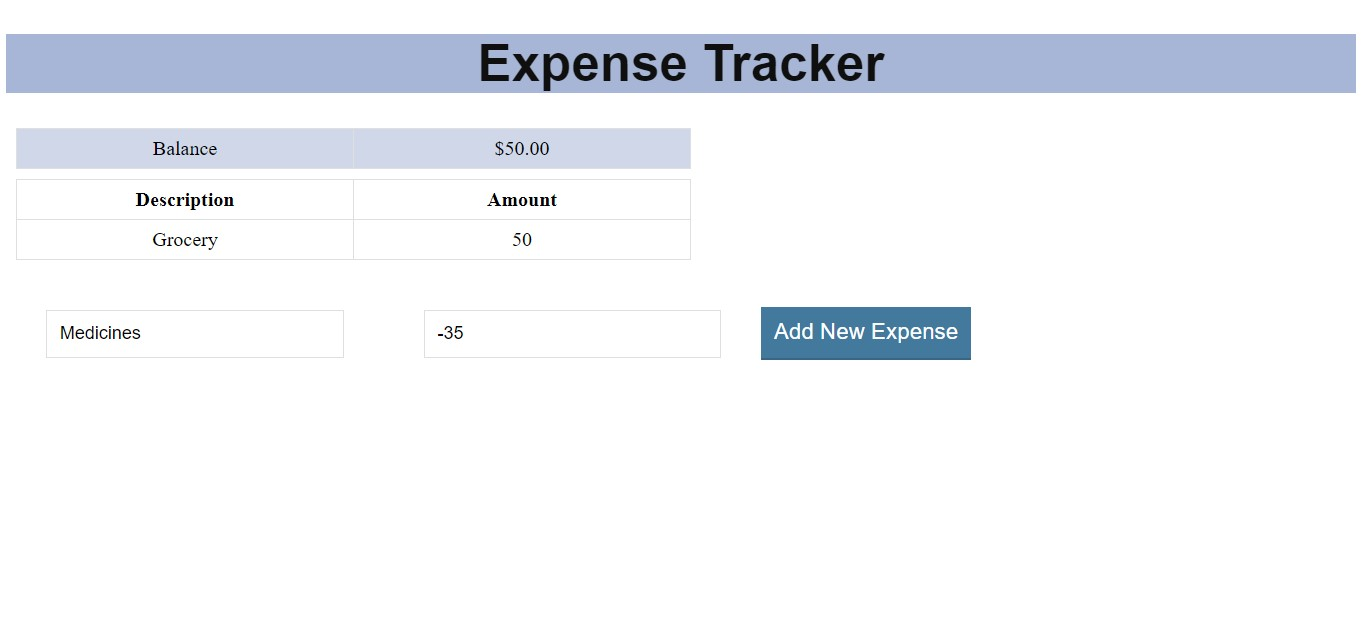 Expense Tracker
Balance $50.00
Description Amount
Grocery 50
Medicines -35 Add New Expense